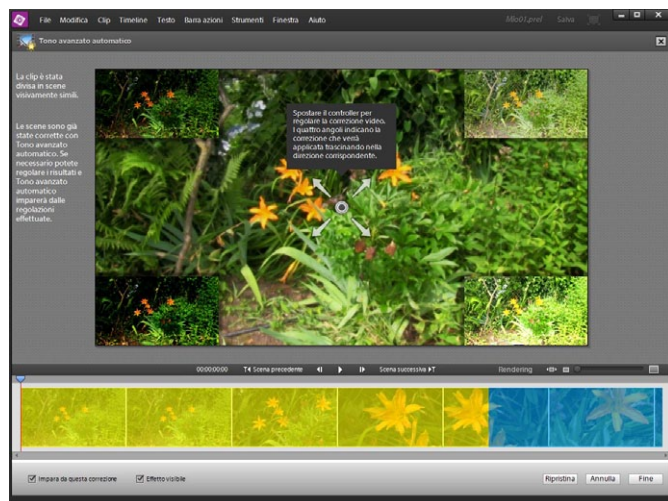 File Modifica Clip Timeline Testo Barra azioni Strumenti Finestra Aiuto Mio01.prel Salva
Tono avanzato automatico
La clip è stata
divisa in scene
visivamente simili.
Le scene sono già
state corrette con
Tono avanzato
automatico. Se
necessario potete
regolare i risultati e
Tono avanzato
automatico
imparerà dalle
regolazioni
effettuate.
Spostare il controller per
regolare la correzione video.
I quattro angoli indicano la
correzione che verrà
applicata trascinando nella
direzione corrispondente.
00:00:00:00 Scena precedente Scena successiva Rendering
Impara da questa correzione Effetto visibile Ripristina Annulla Fine